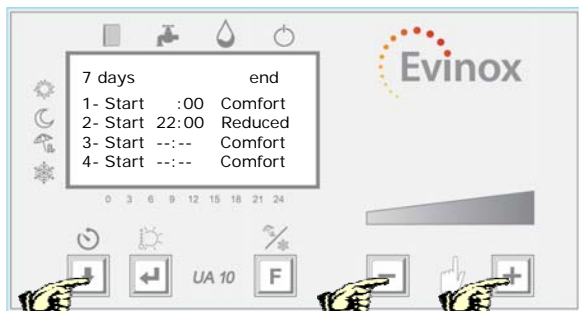 Evinox
7 days end
1- Start :00 Comfort
2- Start 22:00 Reduced
3- Start --:-- Comfort
4- Start --:-- Comfort
0 3 6 9 12 15 18 21 24
UA 10 F - +